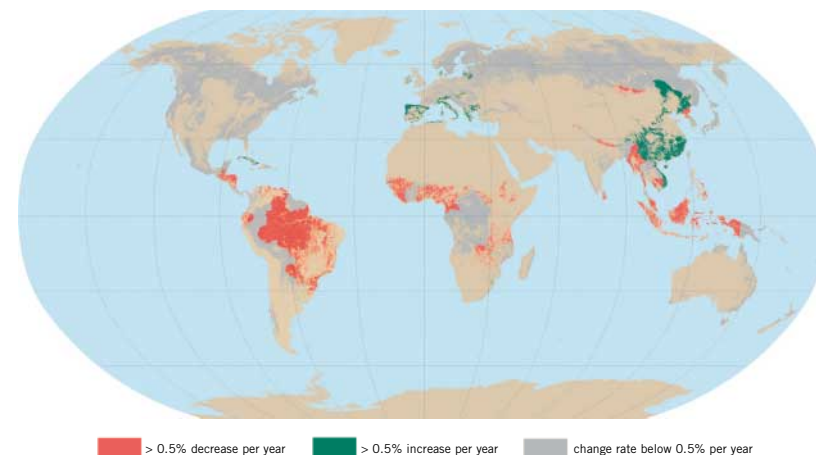 > 0.5% decrease per year > 0.5% increase per year change rate below 0.5% per year